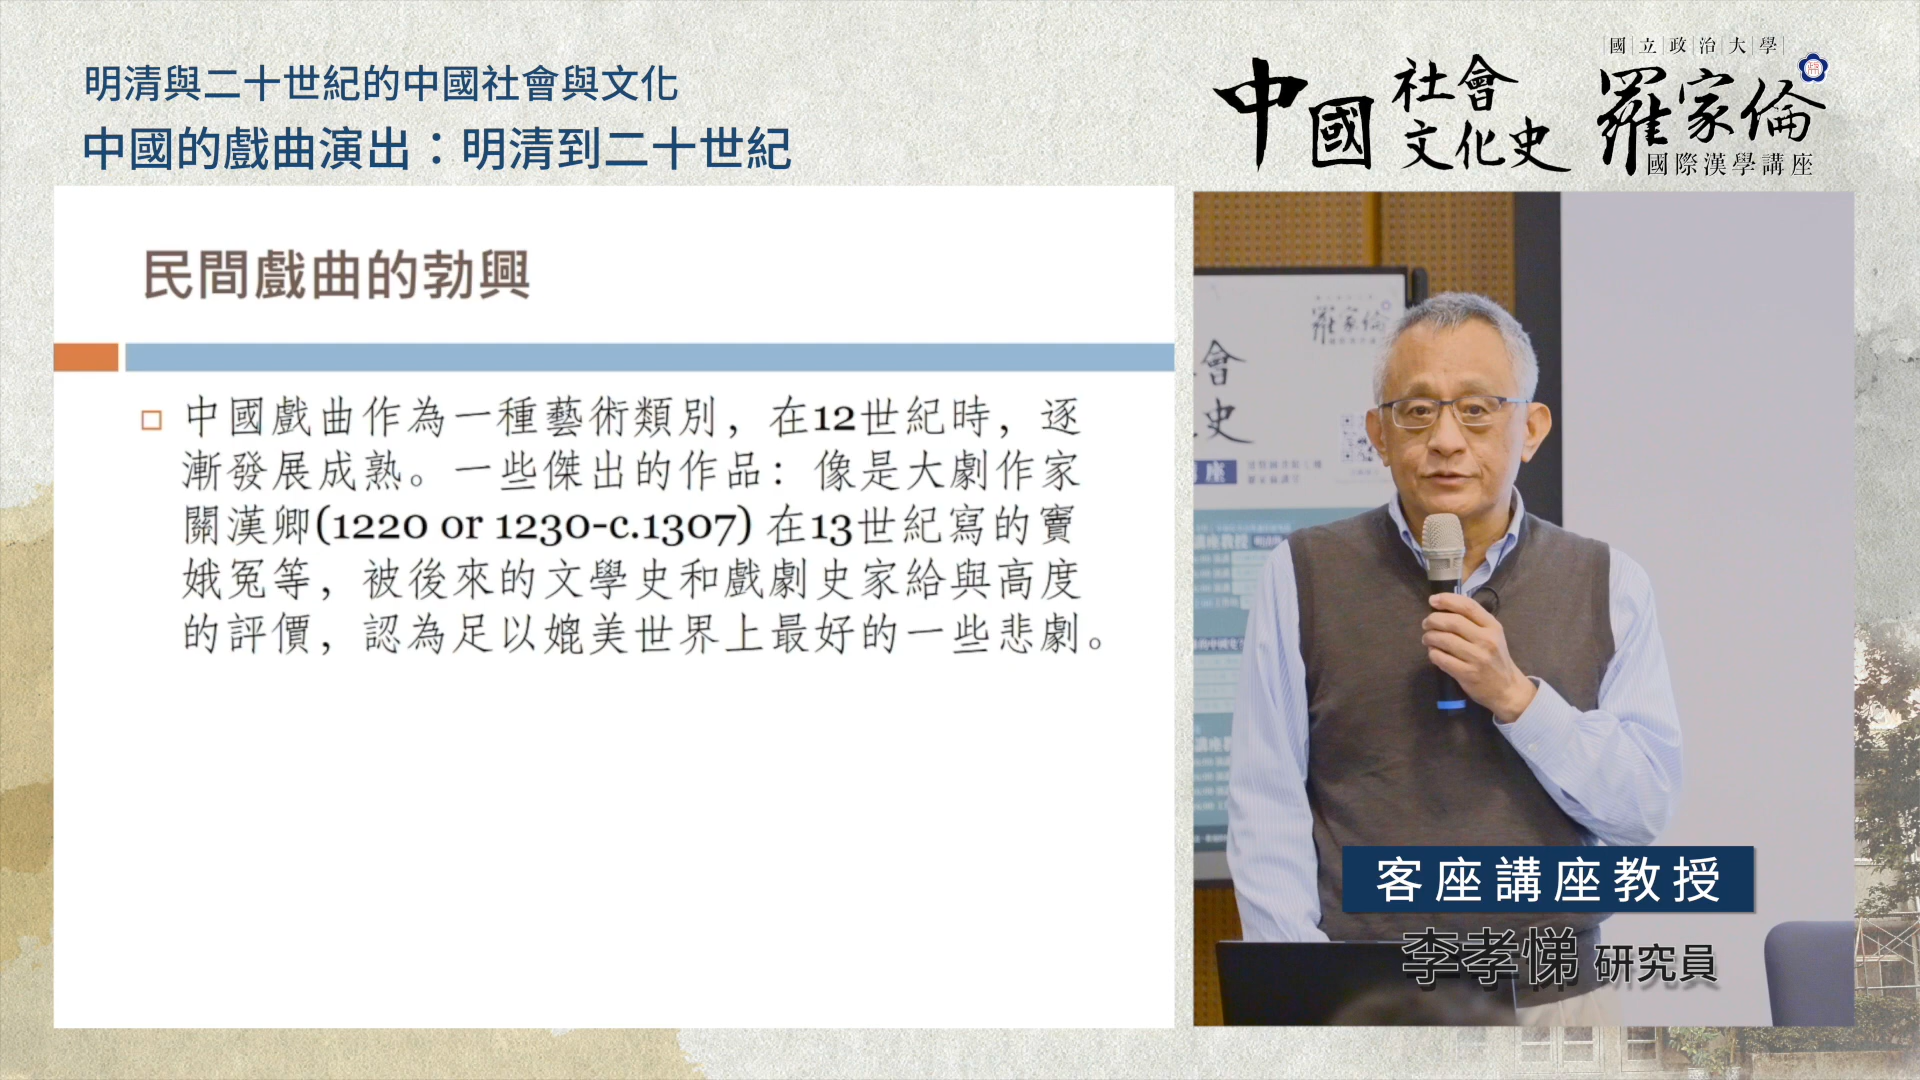 明清與二十世紀的中國社會與文化
中國的戲曲演出：明清到二十世紀
中國社會文化史
國立政治大學
羅家倫
國際漢學講座
民間戲曲的勃興
中國戲曲作為一種藝術類別，在12世紀時，逐
漸發展成熟。一些傑出的作品：像是大劇作家
關漢卿(1220 or 1230-c.1307) 在13世紀寫的竇
娥冤等，被後來的文學史和戲劇史家給與高度
的評價，認為足以媲美世界上最好的一些悲劇。
羅家倫
會
史
座
客座講座教授
李孝悌 研究員